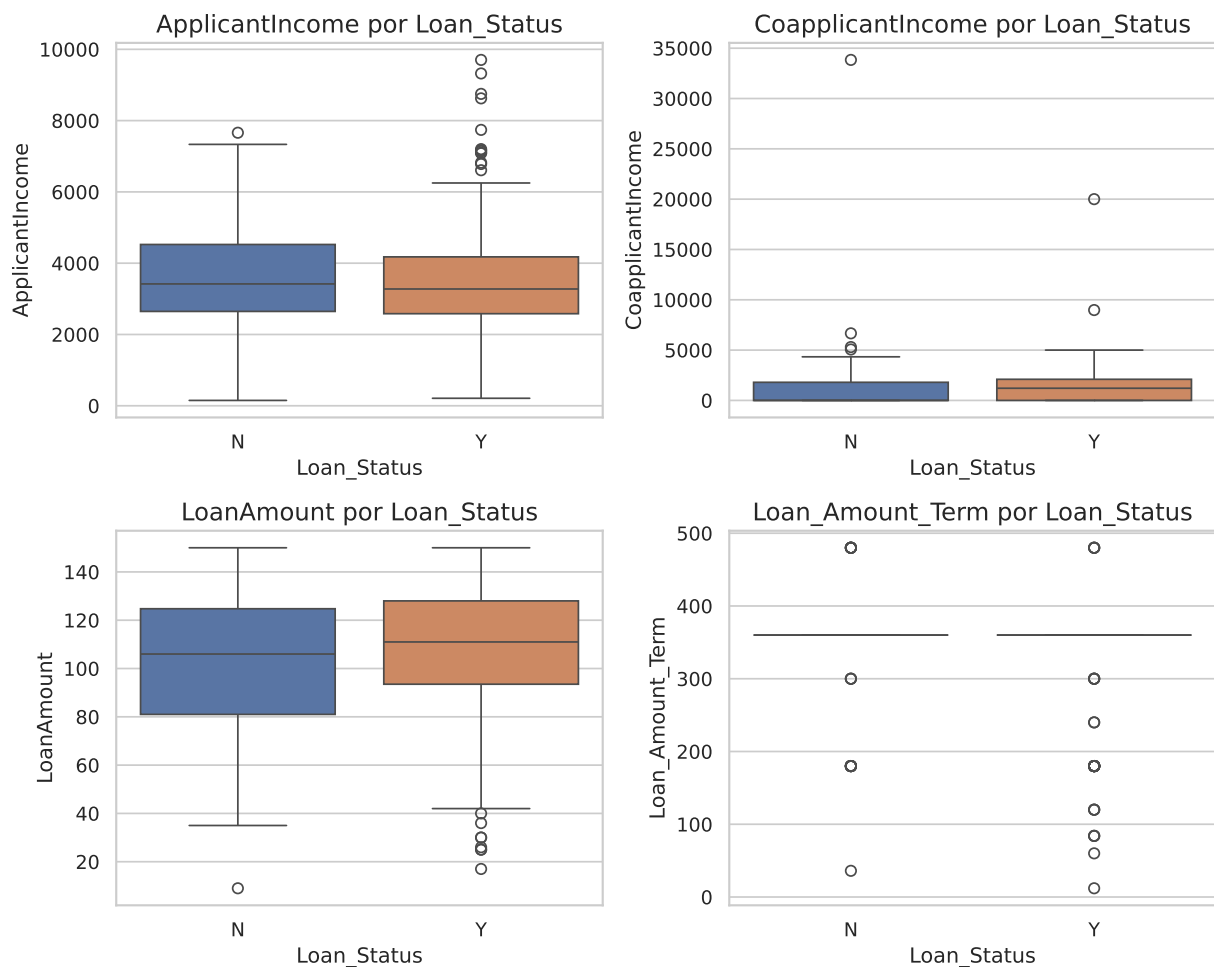 ApplicantIncome por Loan_Status
10000
8000
6000
4000
2000
0
ApplicantIncome
N
Y
Loan_Status
CoapplicantIncome por Loan_Status
35000
30000
25000
20000
15000
10000
5000
0
CoapplicantIncome
N
Y
Loan_Status
LoanAmount por Loan_Status
140
120
100
80
60
40
20
LoanAmount
N
Y
Loan_Status
Loan_Amount_Term por Loan_Status
500
400
300
200
100
0
Loan_Amount_Term
N
Y
Loan_Status